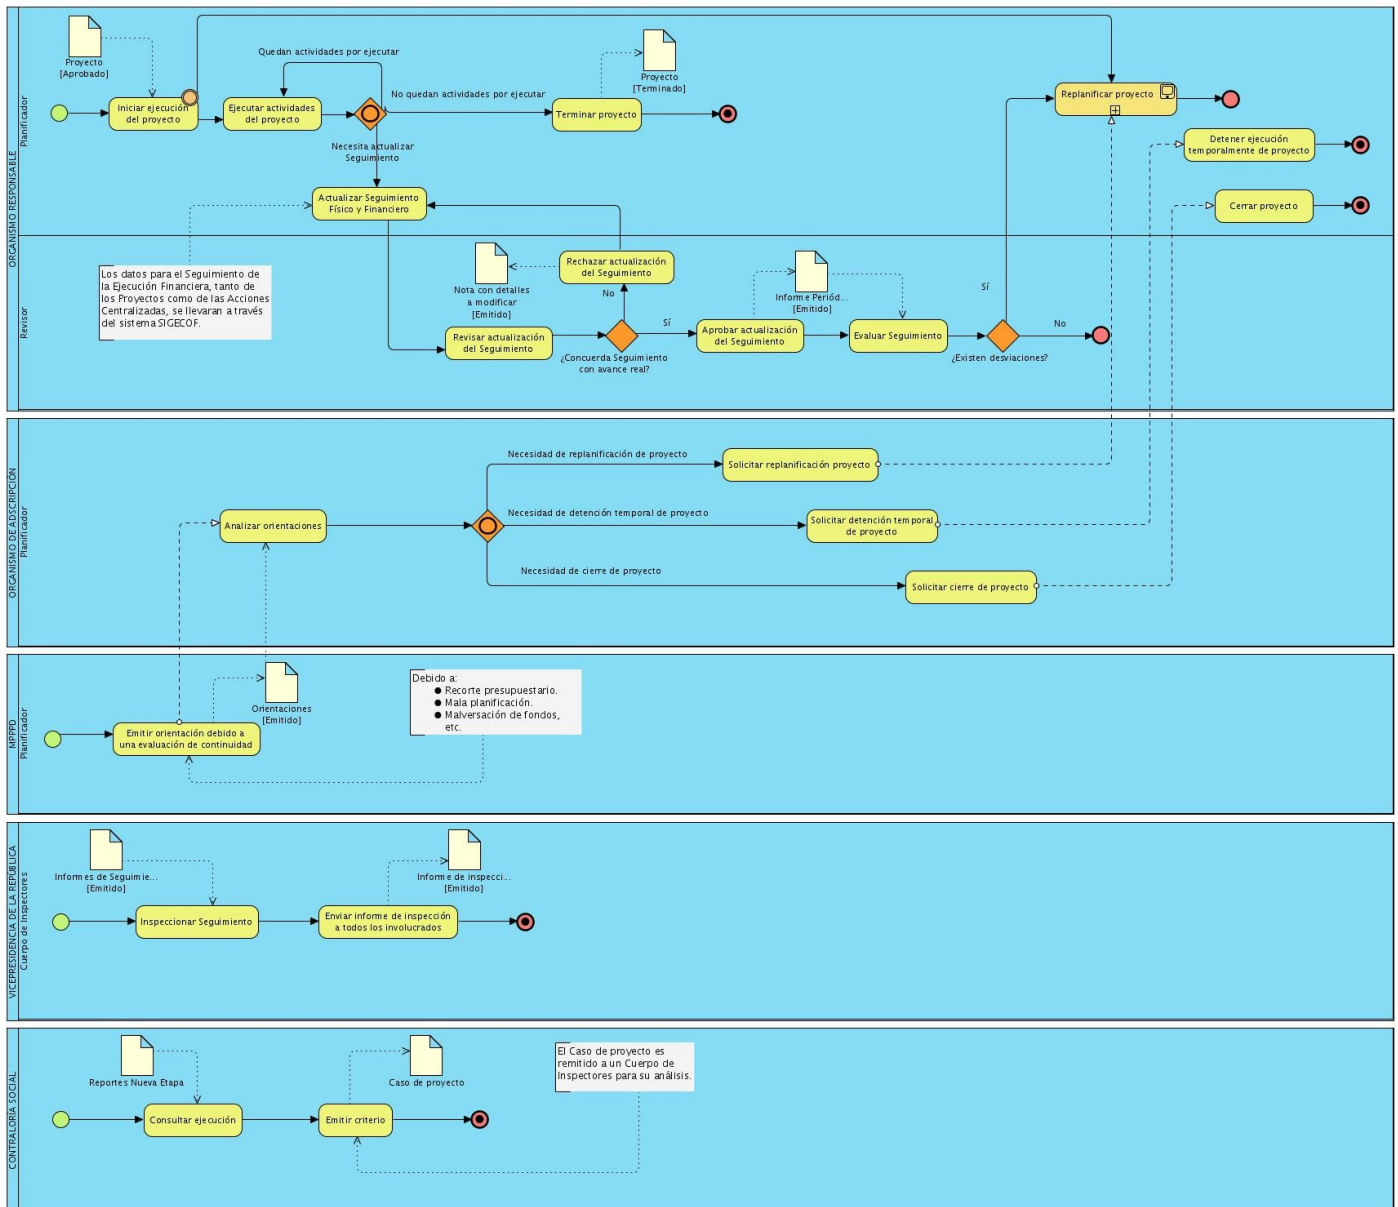 ORGANISMO RESPONSABLE
Planificador
Proyecto
[Aprobado]
Iniciar ejecución
del proyecto
Quedan actividades por ejecutar
Ejecutar actividades
del proyecto
No quedan actividades por ejecutar
Necesita actualizar
Seguimiento
Terminar proyecto
Proyecto
[Terminado]
Replanificar proyecto
Detener ejecución
temporalmente de proyecto
Cerrar proyecto
Actualizar Seguimiento
Físico y Financiero
Revisor
Los datos para el Seguimiento de
la Ejecución Financiera, tanto de
los Proyectos como de las Acciones
Centralizadas, se llevaran a través
del sistema SIGECOF.
Nota con detalles
a modificar
[Emitido]
Rechazar actualización
del Seguimiento
No
Revisar actualización
del Seguimiento
¿Concuerda Seguimiento
con avance real?
Sí
Aprobar actualización
del Seguimiento
Informe Periód...
[Emitido]
Evaluar Seguimiento
¿Existen desviaciones?
Sí
No
ORGANISMO DE ADSCRIPCION
Planificador
Analizar orientaciones
Necesidad de replanificación de proyecto
Solicitar replanificación proyecto
Necesidad de detención temporal de proyecto
Solicitar detención temporal
de proyecto
Necesidad de cierre de proyecto
Solicitar cierre de proyecto
MPPPD
Planificador
Emitir orientación debido a
una evaluación de continuidad
Orientaciones
[Emitido]
Debido a:
● Recorte presupuestario.
● Mala planificación.
● Malversación de fondos,
etc.
VICEPRESIDENCIA DE LA REPUBLICA
Cuerpo de Inspectores
Informes de Seguimie...
[Emitido]
Inspeccionar Seguimiento
Enviar informe de inspección
a todos los involucrados
Informe de inspecci...
[Emitido]
CONTRALORÍA SOCIAL
Reportes Nueva Etapa
Consultar ejecución
Emitir criterio
Caso de proyecto
El Caso de proyecto es
remitido a un Cuerpo de
Inspectores para su análisis.